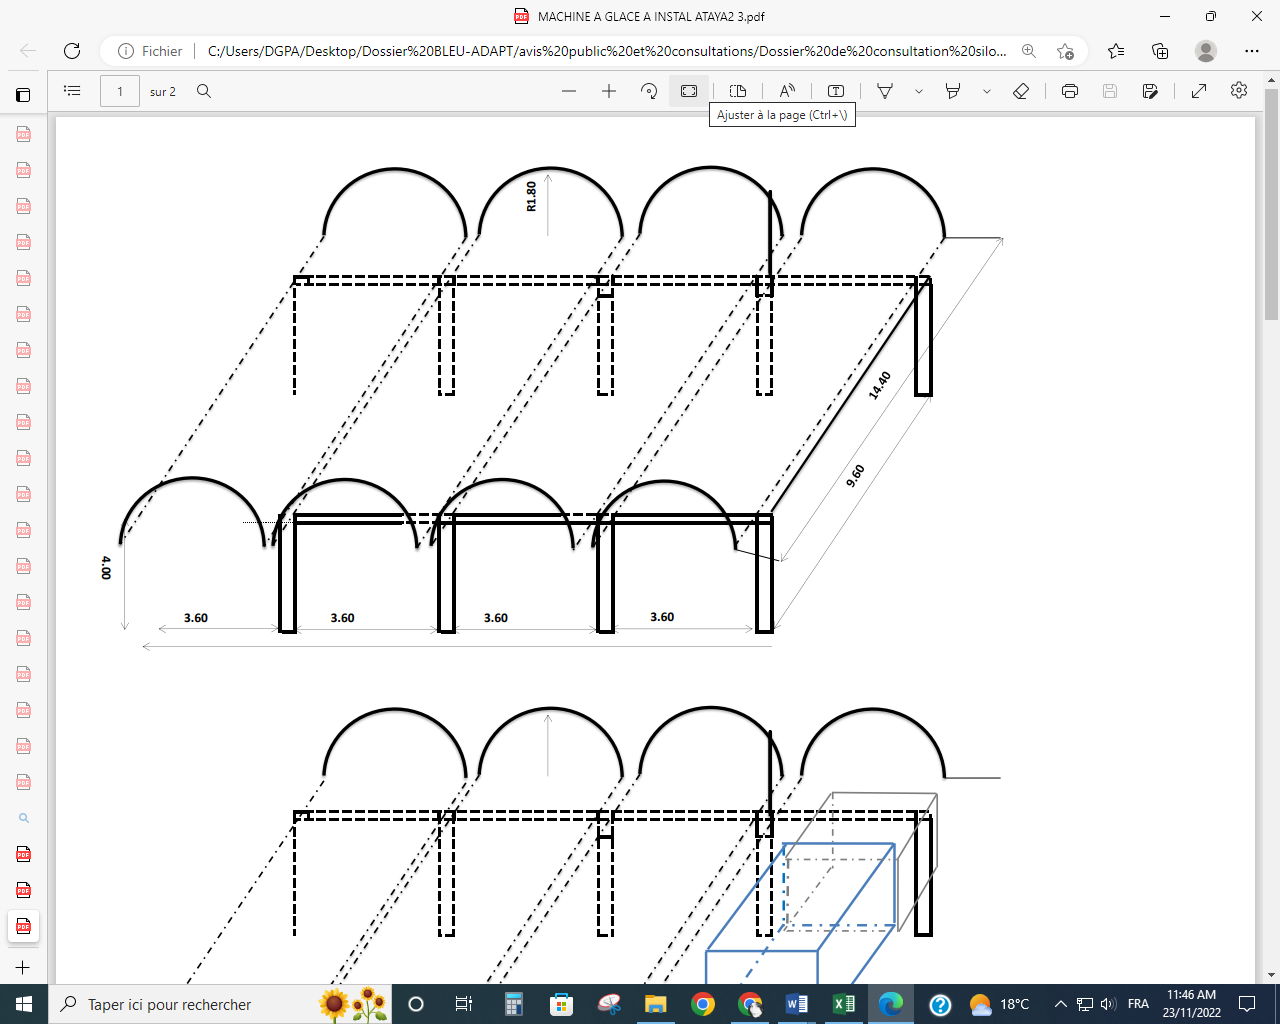 MACHINE A GLACE A INSTAL ATAYA2 3.pdf
Fichier
C:/Users/DGPA/Desktop/Dossier%20BLEU-ADAPT/avis%20public%20et%20consultations/Dossier%20de%20consultation%20silo...
1 sur 2
Ajuster à la page (Ctrl+\)
R1.80
14.40
9.60
4.00
3.60 3.60 3.60 3.60
Taper ici pour rechercher
18°C
FRA
11:46 AM
23/11/2022